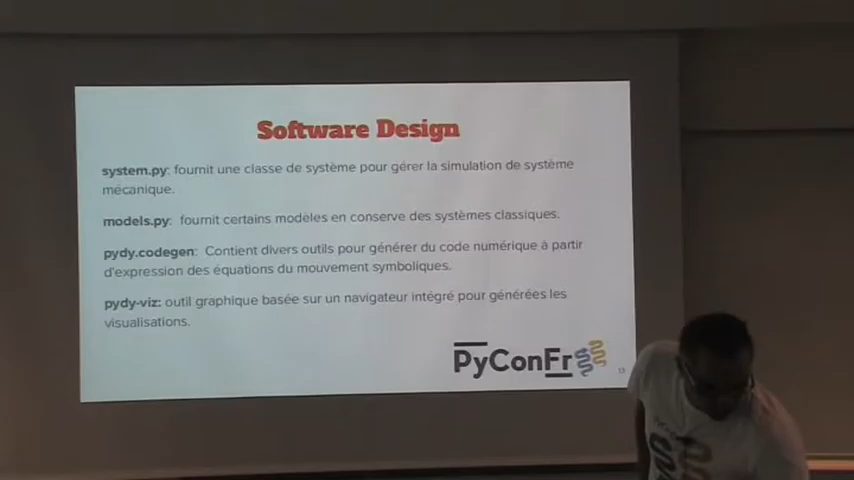 Software Design
system.py: fournit une classe de système pour gérer la simulation de système
mécanique.
models.py: fournit certains modèles en conserve des systèmes classiques.
pydy.codegen: Contient divers outils pour générer du code numérique à partir
d'expression des équations du mouvement symboliques.
pydy-viz: outil graphique basée sur un navigateur intégré pour générées les
visualisations.
PyConFr
13